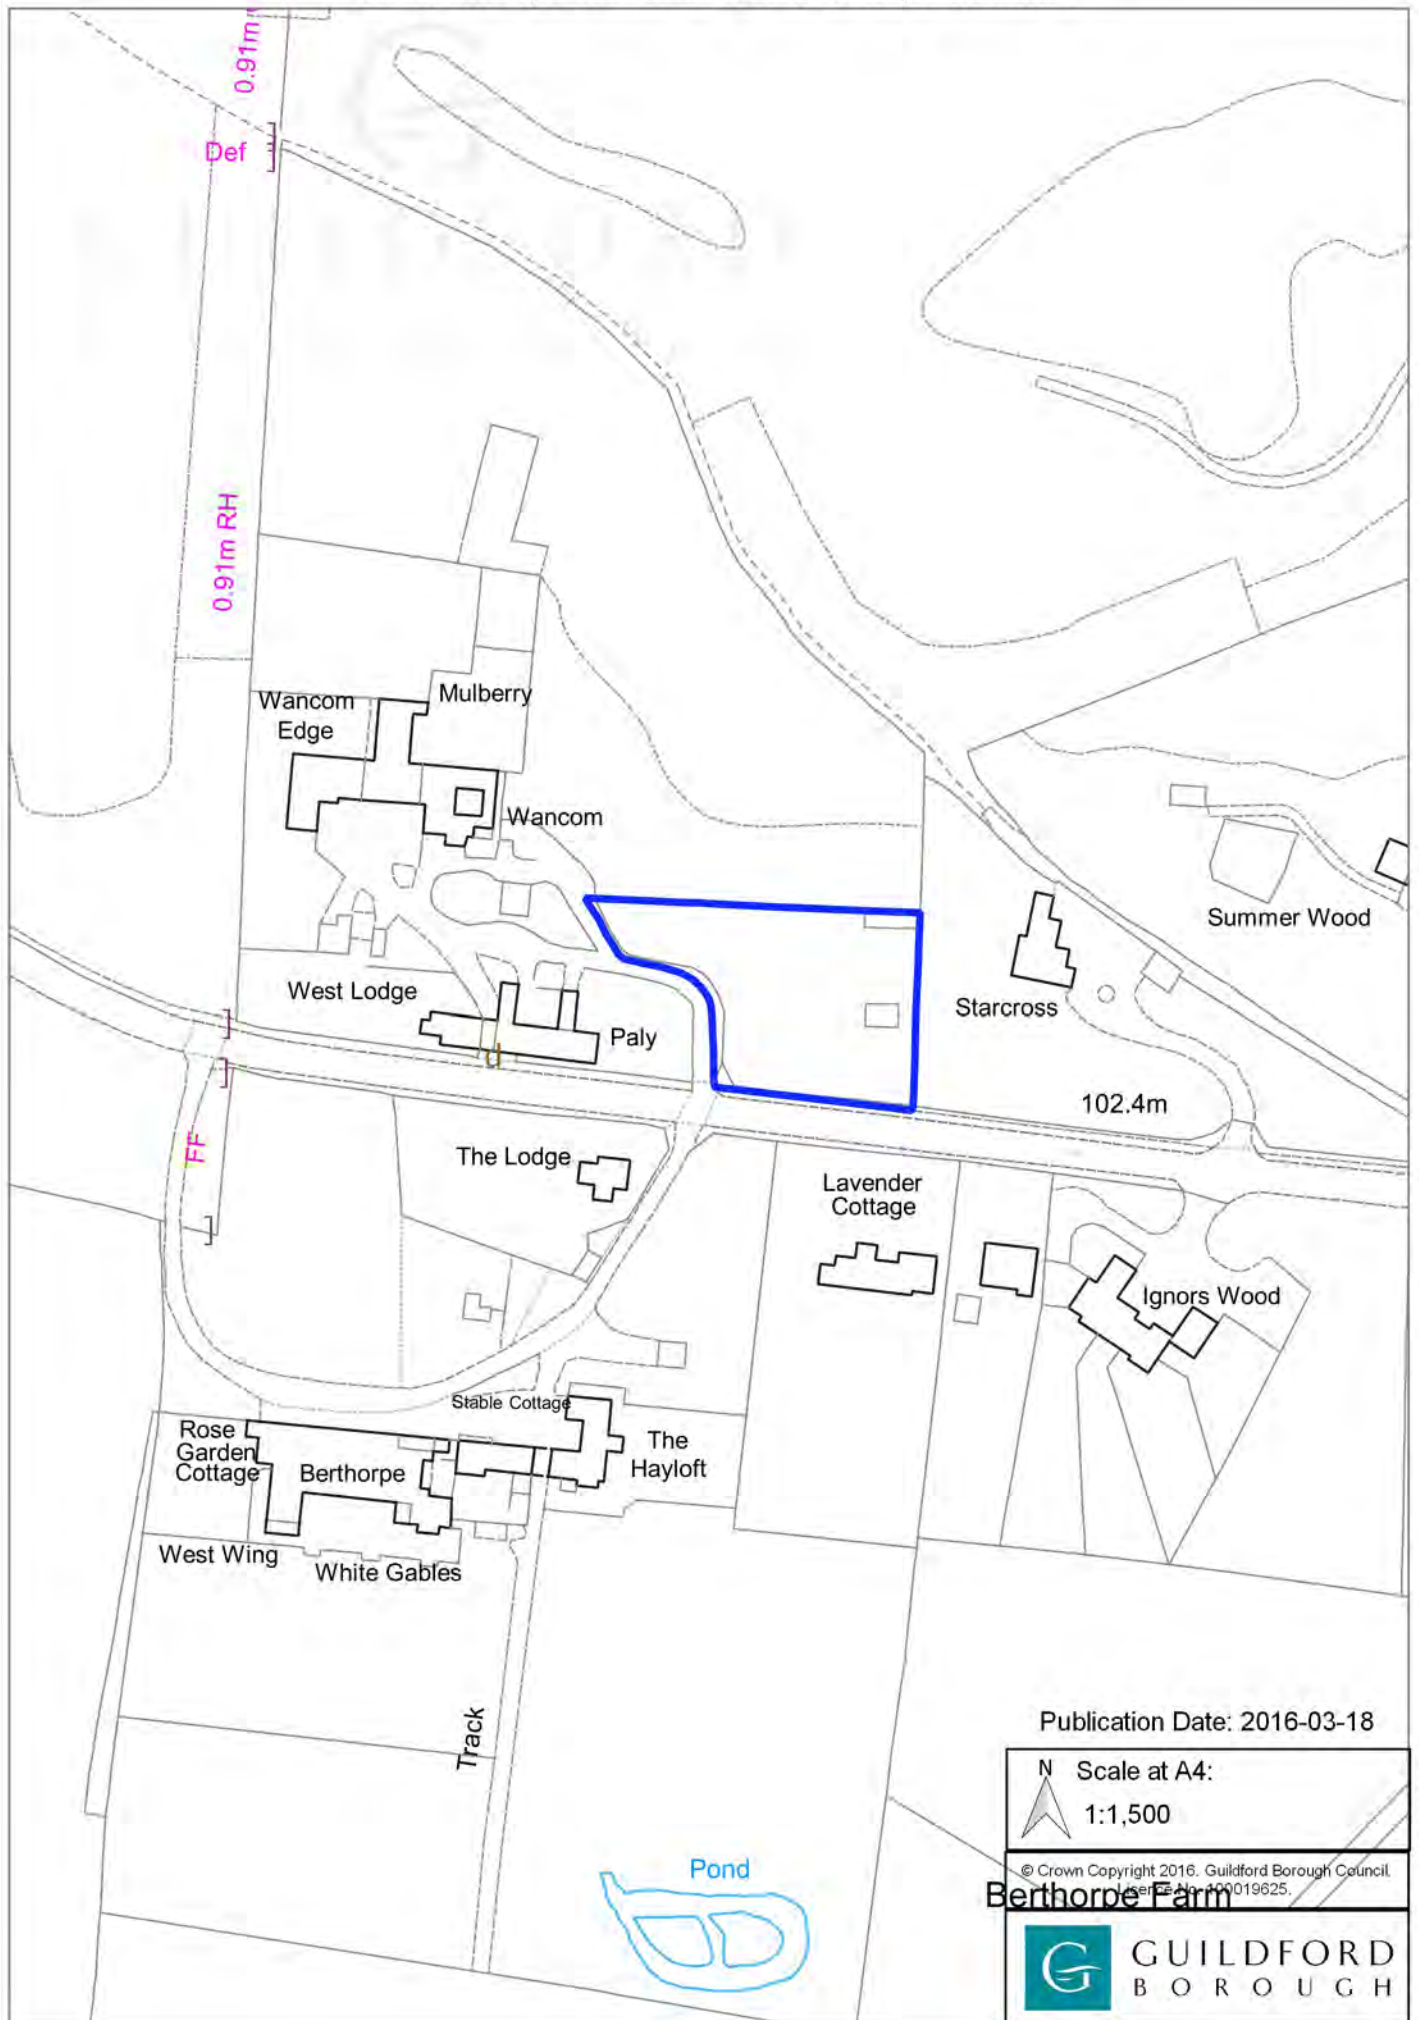 0.91m
Def
0.91m RH
Wancom
Edge
Mulberry
Wancom
Summer Wood
West Lodge
Starcross
Paly
102.4m
FF
The Lodge
Lavender
Cottage
Ignors Wood
Stable Cottage
Rose
Garden
Cottage
Berthorpe
The
Hayloft
West Wing
White Gables
Track
Publication Date: 2016-03-18
N
Scale at A4:
1:1,500
Pond
© Crown Copyright 2016. Guildford Borough Council.
Licence No. 100019625.
Berthorpe Farm
G
GUILDFORD
BOROUGH